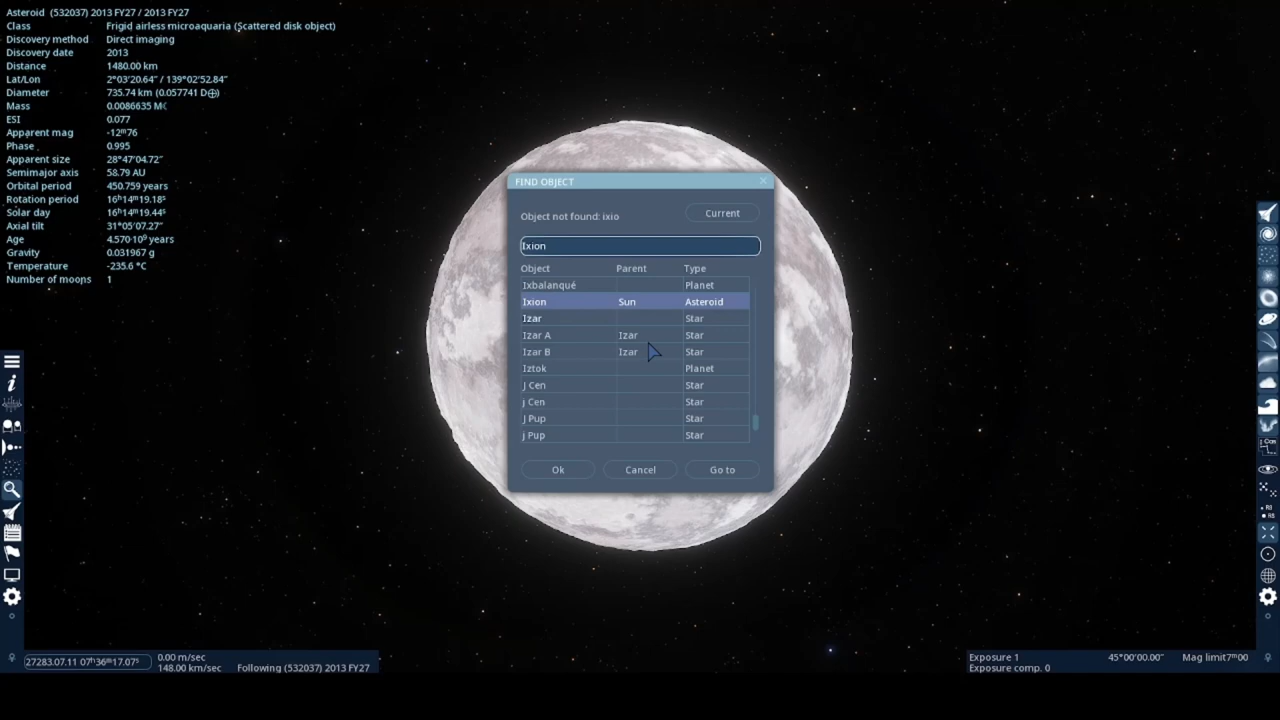 Asteroid (532037) 2013 FY27 / 2013 FY27
Class Frigid airless microaquaria (Scattered disk object)
Discovery method Direct imaging
Discovery date 2013
Distance 1480.00 km
Lat/Lon 2°03'20.64" / 139°02'52.84"
Diameter 735.74 km (0.057741 D⊕)
Mass 0.0086635 M☾
ESI 0.077
Apparent mag -12ᵐ76
Phase 0.995
Apparent size 28°47'04.72"
Semimajor axis 58.79 AU
Orbital period 450.759 years
Rotation period 16ʰ14ᵐ19.18ˢ
Solar day 16ʰ14ᵐ19.44ˢ
Axial tilt 31°05'07.27"
Age 4.570·10⁹ years
Gravity 0.031967 g
Temperature -235.6 °C
Number of moons 1
FIND OBJECT
Object not found: ixio Current
Ixion
Object Parent Type
Ixbalanqué Planet
Ixion Sun Asteroid
Izar Star
Izar A Izar Star
Izar B Izar Star
Iztok Planet
J Cen Star
j Cen Star
J Pup Star
j Pup Star
Ok Cancel Go to
27283.07.11 07ʰ36ᵐ17.07ˢ
0.00 m/sec
148.00 km/sec Following (532037) 2013 FY27
Exposure 1 45°00'00.00" Mag limit7ᵐ00
Exposure comp. 0